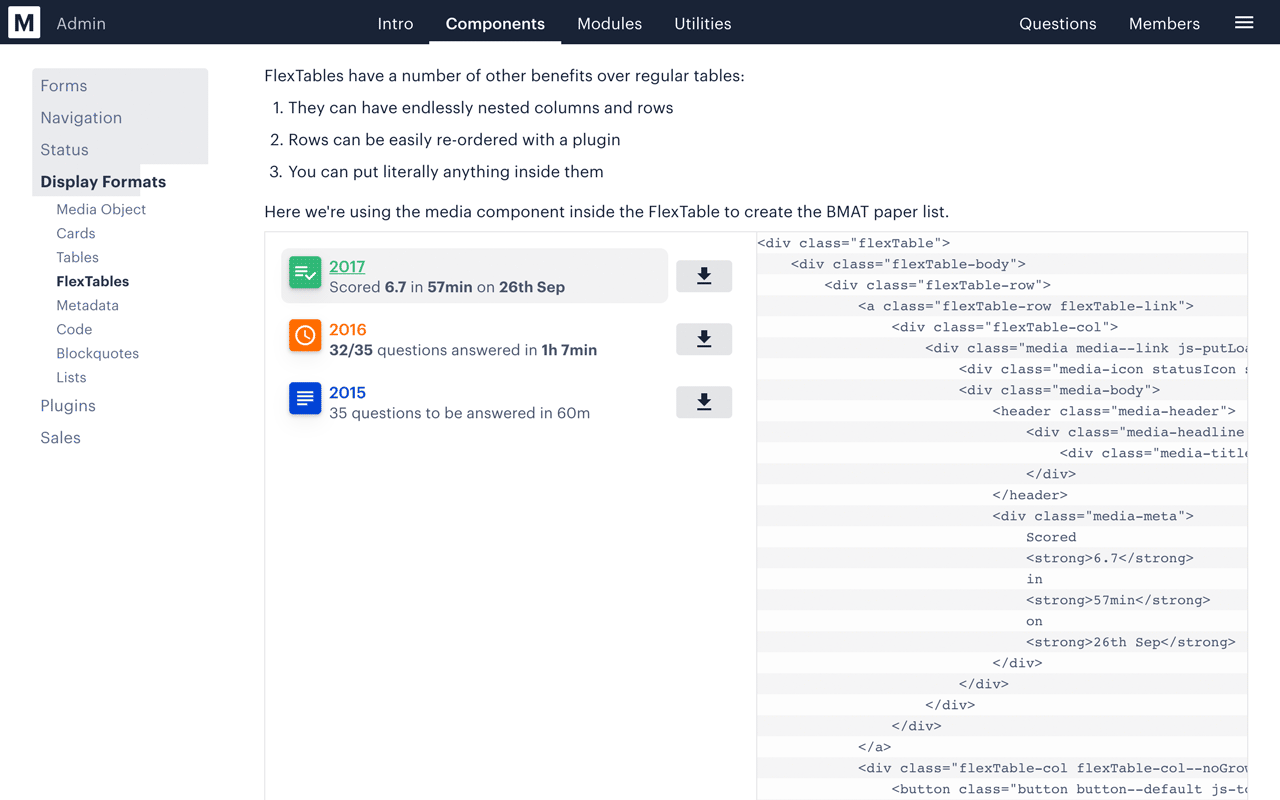 M Admin Intro Components Modules Utilities Questions Members
Forms
Navigation
Status
Display Formats
Media Object
Cards
Tables
FlexTables
Metadata
Code
Blockquotes
Lists
Plugins
Sales
FlexTables have a number of other benefits over regular tables:
1. They can have endlessly nested columns and rows
2. Rows can be easily re-ordered with a plugin
3. You can put literally anything inside them
Here we're using the media component inside the FlexTable to create the BMAT paper list.
2017
Scored 6.7 in 57min on 26th Sep
2016
32/35 questions answered in 1h 7min
2015
35 questions to be answered in 60m
<div class="flexTable">
<div class="flexTable-body">
<div class="flexTable-row">
<a class="flexTable-row flexTable-link">
<div class="flexTable-col">
<div class="media media--link js-putLoa
<div class="media-icon statusIcon s
<div class="media-body">
<header class="media-header">
<div class="media-headline
<div class="media-title
</div>
</header>
<div class="media-meta">
Scored
<strong>6.7</strong>
in
<strong>57min</strong>
on
<strong>26th Sep</strong>
</div>
</div>
</div>
</div>
</a>
<div class="flexTable-col flexTable-col--noGrow
<button class="button button--default js-to